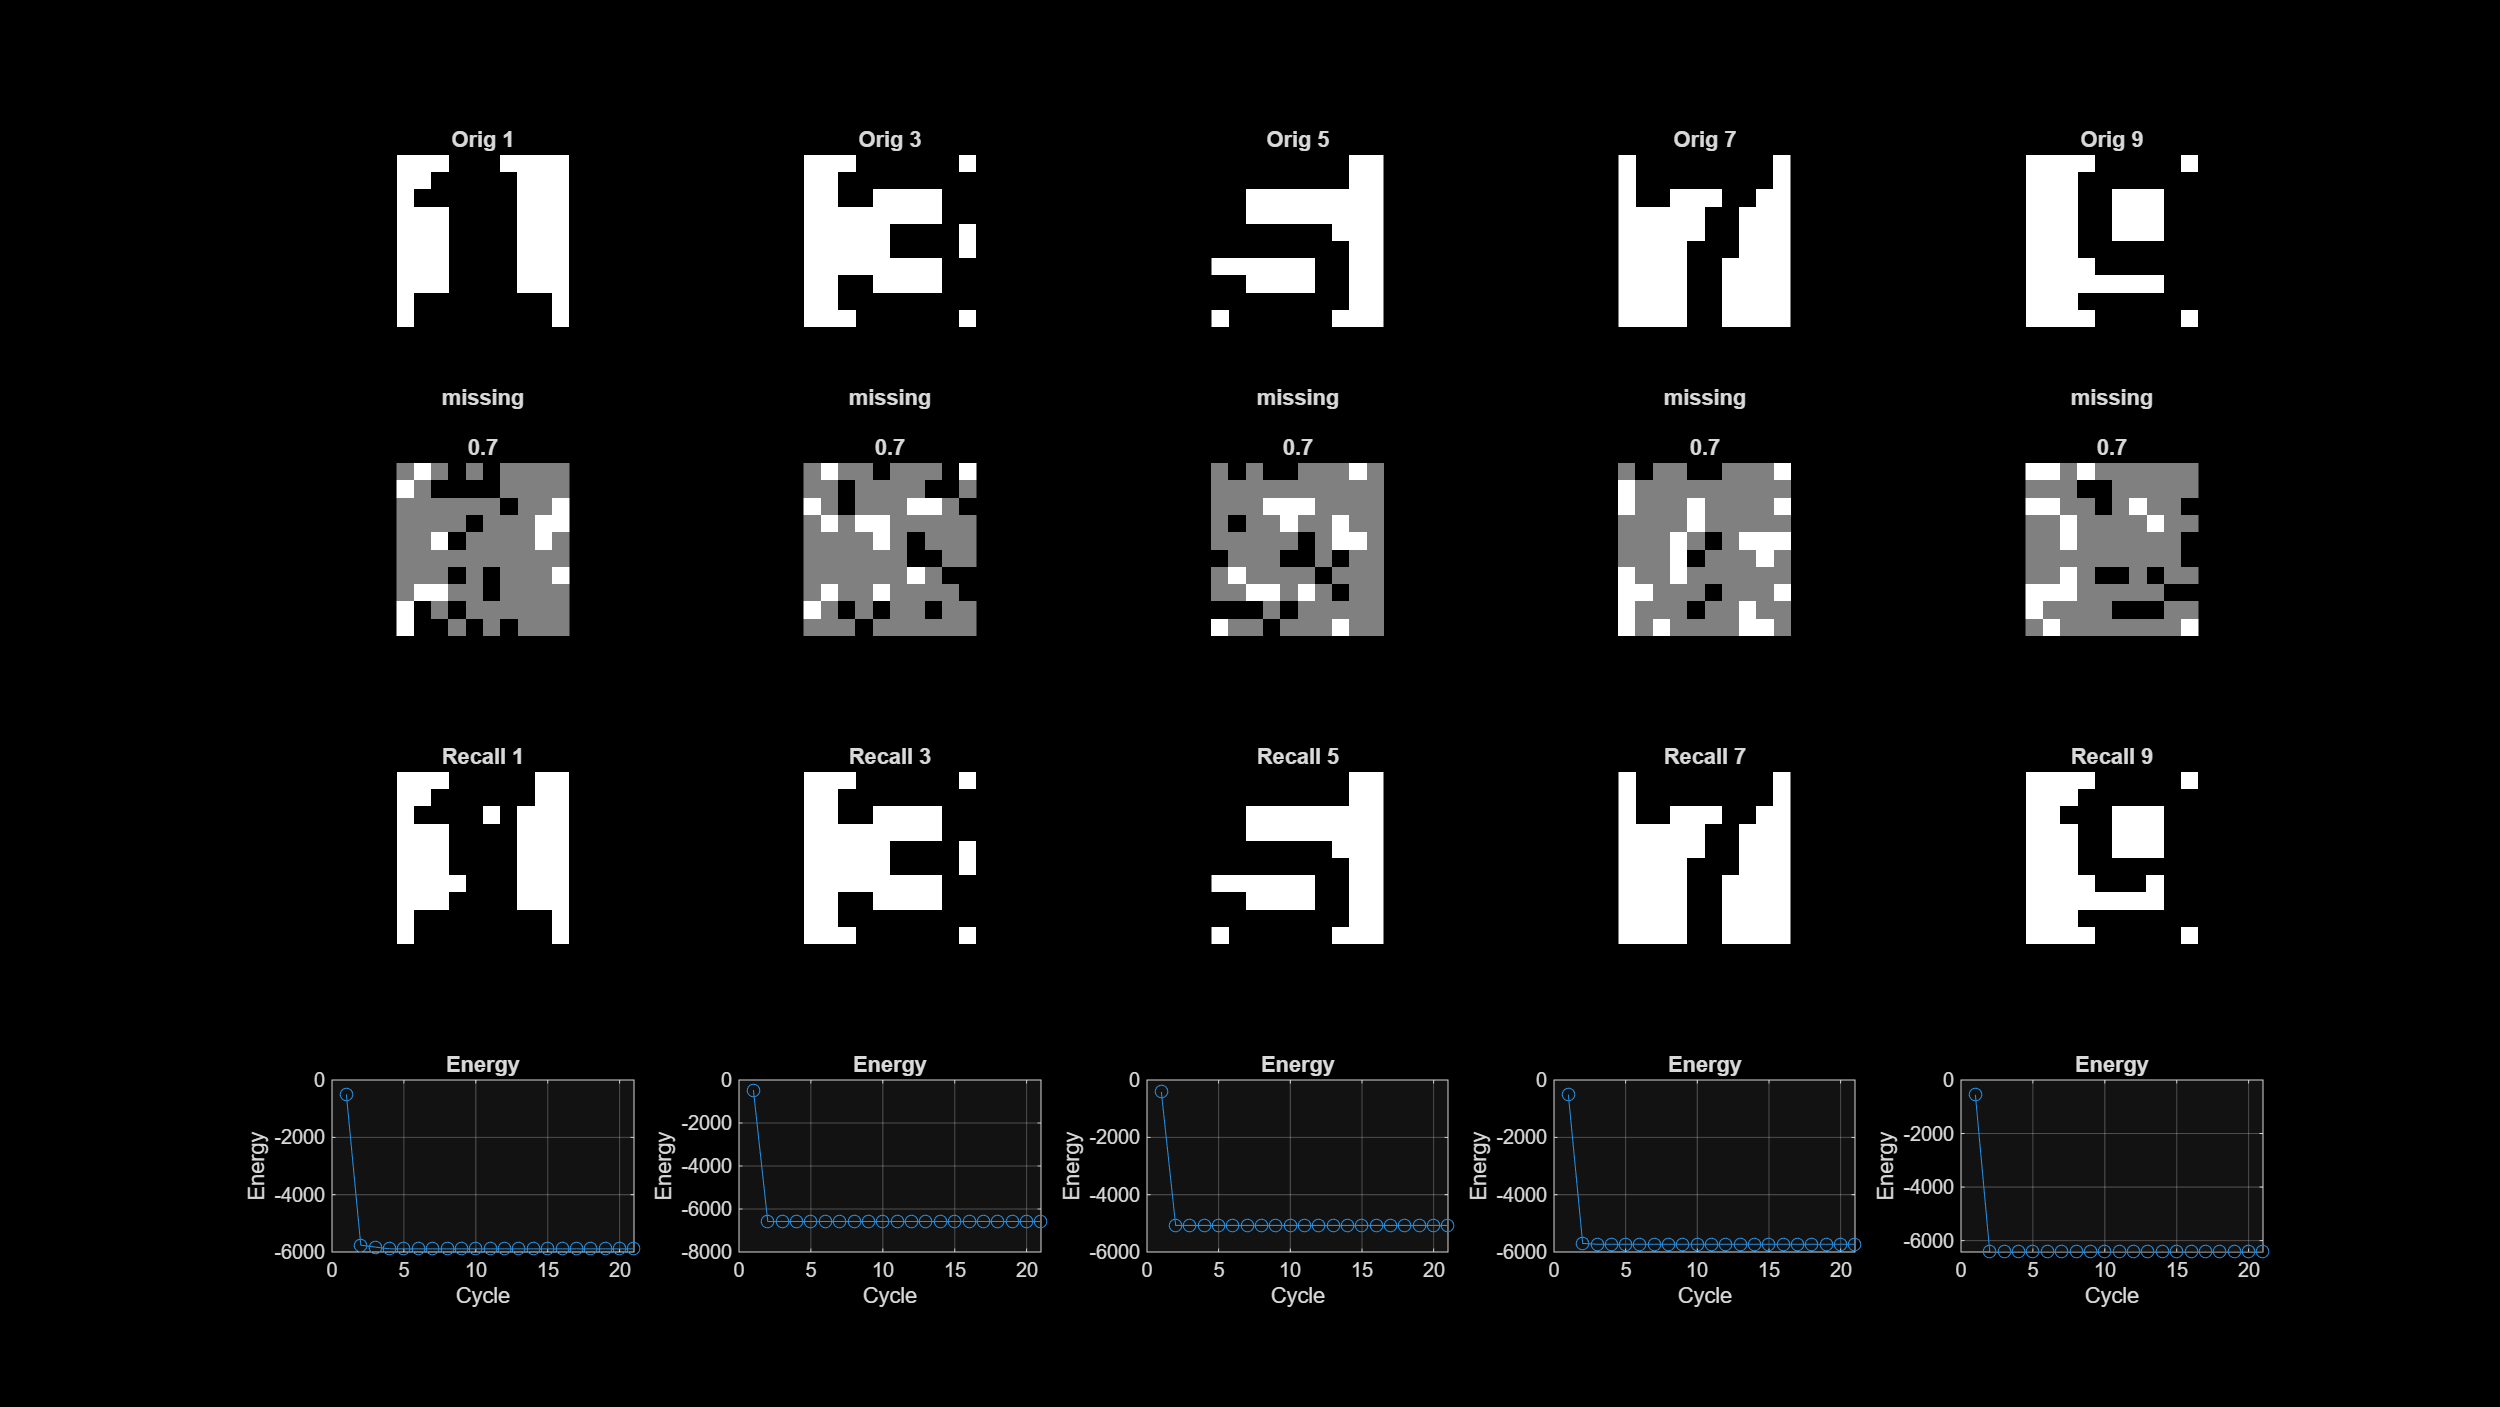 Orig 1
Orig 3
Orig 5
Orig 7
Orig 9
missing
0.7
missing
0.7
missing
0.7
missing
0.7
missing
0.7
Recall 1
Recall 3
Recall 5
Recall 7
Recall 9
Energy
Energy
0
-2000
-4000
-6000
0 5 10 15 20
Cycle
Energy
Energy
0
-2000
-4000
-6000
-8000
0 5 10 15 20
Cycle
Energy
Energy
0
-2000
-4000
-6000
0 5 10 15 20
Cycle
Energy
Energy
0
-2000
-4000
-6000
0 5 10 15 20
Cycle
Energy
Energy
0
-2000
-4000
-6000
0 5 10 15 20
Cycle